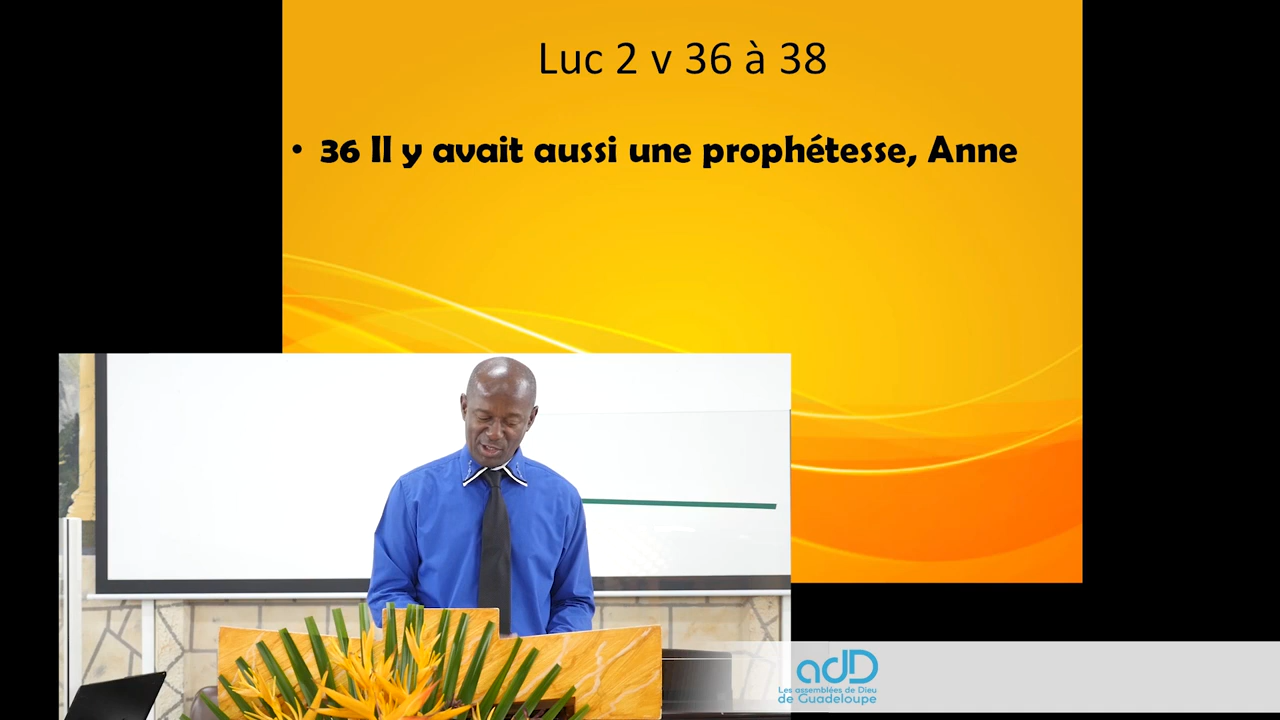 Luc 2 v 36 à 38
• 36 Il y avait aussi une prophétesse, Anne
adD
Les assemblées de Dieu
de Guadeloupe